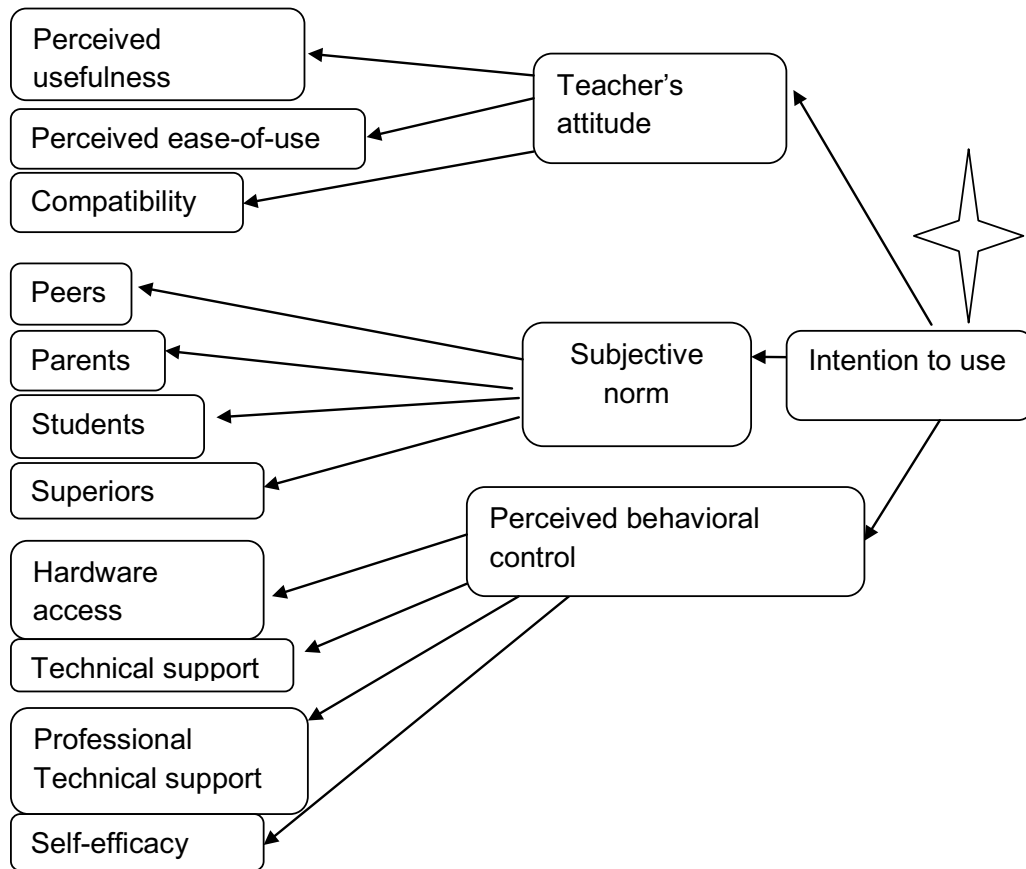 Perceived
usefulness
Perceived ease-of-use
Compatibility
Teacher’s
attitude
Peers
Parents
Students
Superiors
Subjective
norm
Intention to use
Perceived behavioral
control
Hardware
access
Technical support
Professional
Technical support
Self-efficacy